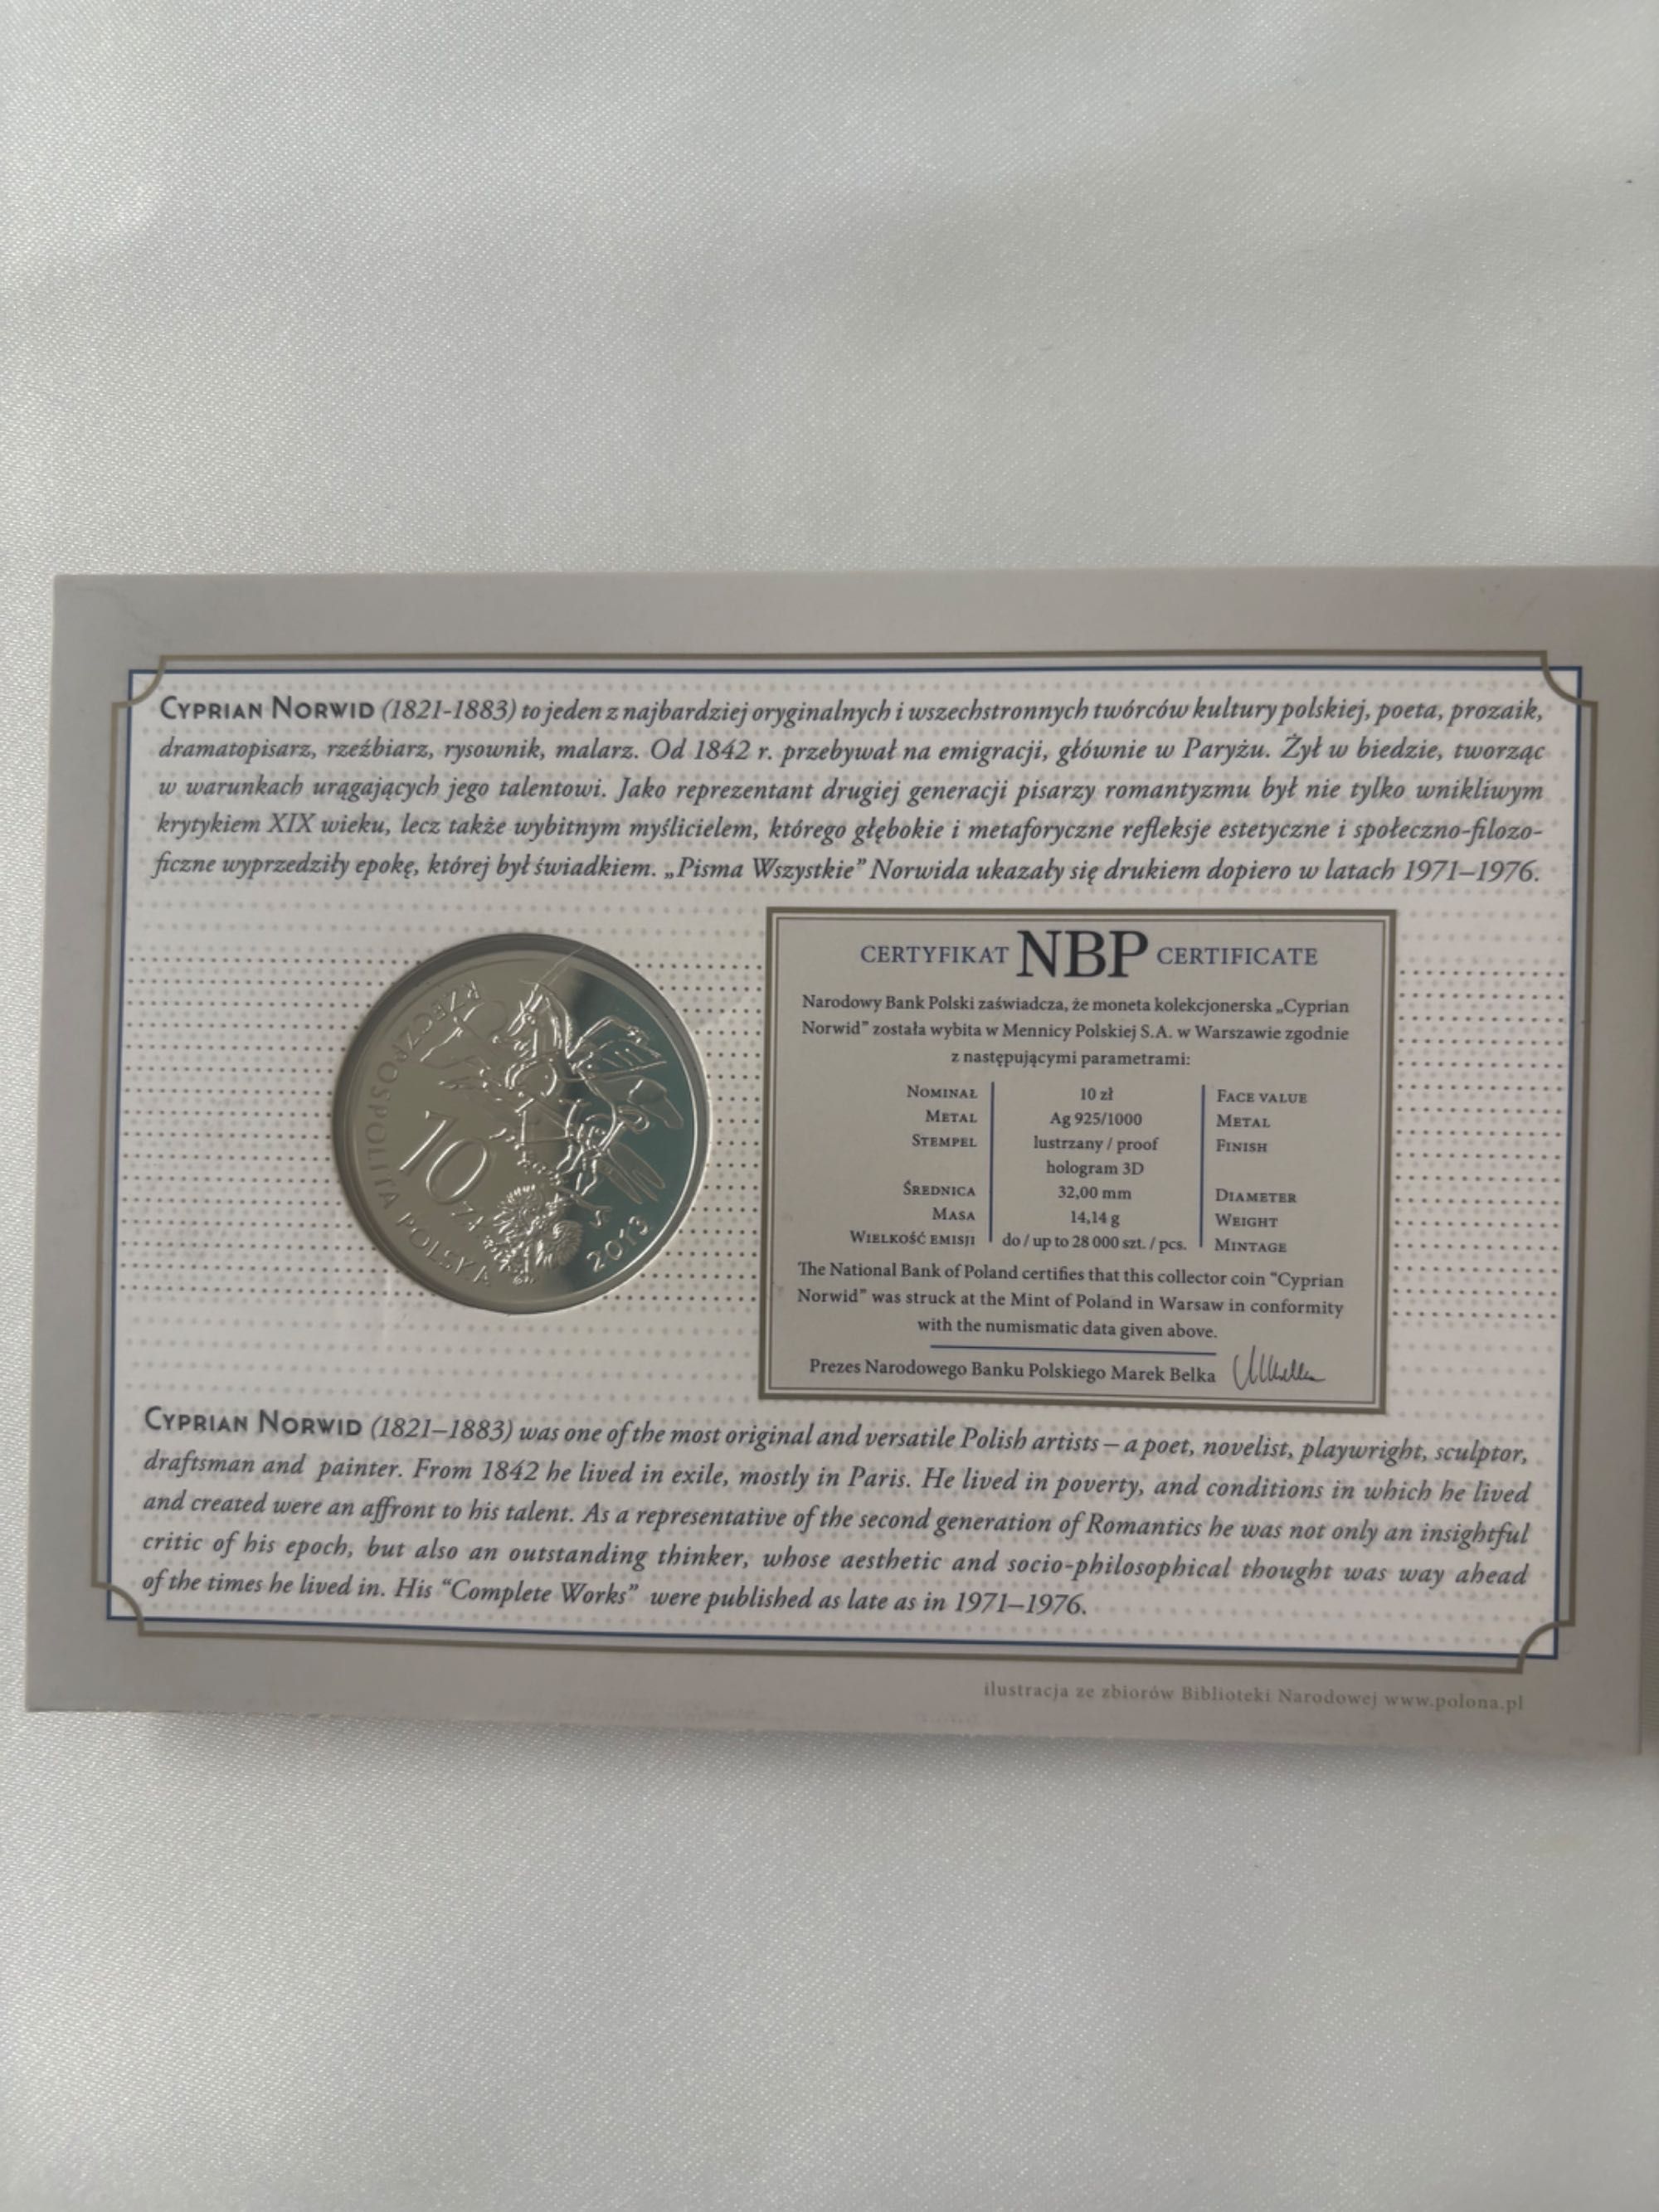 Cyprian Norwid (1821-1883) to jeden z najbardziej oryginalnych i wszechstronnych twórców kultury polskiej, poeta, prozaik,
dramatopisarz, rzeźbiarz, rysownik, malarz. Od 1842 r. przebywał na emigracji, głównie w Paryżu. Żył w biedzie, tworząc
w warunkach urągających jego talentowi. Jako reprezentant drugiej generacji pisarzy romantyzmu był nie tylko wnikliwym
krytykiem XIX wieku, lecz także wybitnym myślicielem, którego głębokie i metaforyczne refleksje estetyczne i społeczno-filozo-
ficzne wyprzedziły epokę, której był świadkiem. „Pisma Wszystkie” Norwida ukazały się drukiem dopiero w latach 1971–1976.
RZECZPOSPOLITA POLSKA
10 ZŁ
2013
CERTYFIKAT NBP CERTIFICATE
Narodowy Bank Polski zaświadcza, że moneta kolekcjonerska „Cyprian
Norwid” została wybita w Mennicy Polskiej S.A. w Warszawie zgodnie
z następującymi parametrami:
Nominał 10 zł Face value
Metal Ag 925/1000 Metal
Stempel lustrzany / proof Finish
hologram 3D
Średnica 32,00 mm Diameter
Masa 14,14 g Weight
Wielkość emisji do / up to 28 000 szt. / pcs. Mintage
The National Bank of Poland certifies that this collector coin “Cyprian
Norwid” was struck at the Mint of Poland in Warsaw in conformity
with the numismatic data given above.
Prezes Narodowego Banku Polskiego Marek Belka
Cyprian Norwid (1821–1883) was one of the most original and versatile Polish artists – a poet, novelist, playwright, sculptor,
draftsman and painter. From 1842 he lived in exile, mostly in Paris. He lived in poverty, and conditions in which he lived
and created were an affront to his talent. As a representative of the second generation of Romantics he was not only an insightful
critic of his epoch, but also an outstanding thinker, whose aesthetic and socio-philosophical thought was way ahead
of the times he lived in. His “Complete Works” were published as late as in 1971–1976.
ilustracja ze zbiorów Biblioteki Narodowej www.polona.pl